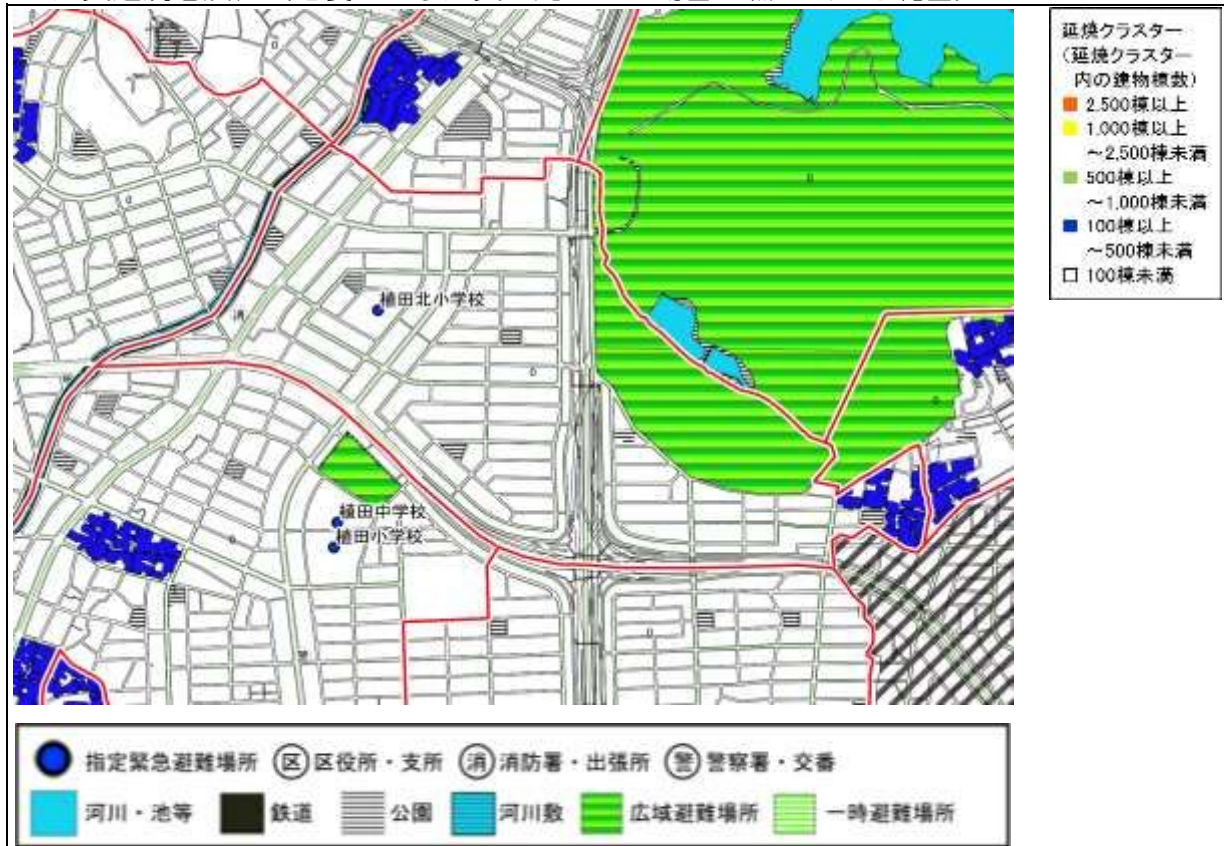 延焼クラスター
（延焼クラスター
内の建物棟数）
2,500棟以上
1,000棟以上
～2,500棟未満
500棟以上
～1,000棟未満
100棟以上
～500棟未満
100棟未満
植田北小学校
植田中学校
植田小学校
指定緊急避難場所 区 区役所・支所 消 消防署・出張所 警 警察署・交番
河川・池等 鉄道 公園 河川敷 広域避難場所 一時避難場所